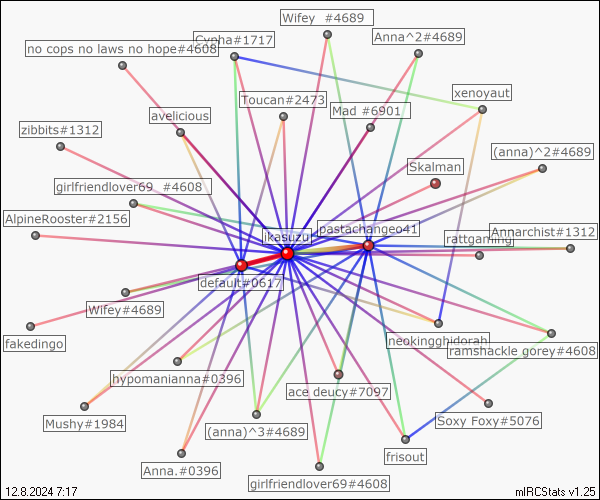 Wifey #4689
Cypha#1717
Anna^2#4689
no cops no laws no hope#4608
xenoyaut
Toucan#2473
Mad #6901
avelicious
zibbits#1312
(anna)^2#4689
Skalman
girlfriendlover69 #4608
AlpineRooster#2156
pastachangeo41
Annarchist#1312
ikasuzu
rattgaming
default#0617
Wifey#4689
fakedingo
neokingghidorah
ramshackle gorey#4608
hypomanianna#0396
ace deucy#7097
Mushy#1984
Soxy Foxy#5076
(anna)^3#4689
frisout
Anna.#0396
girlfriendlover69#4608
12.8.2024 7:17
mIRCStats v1.25